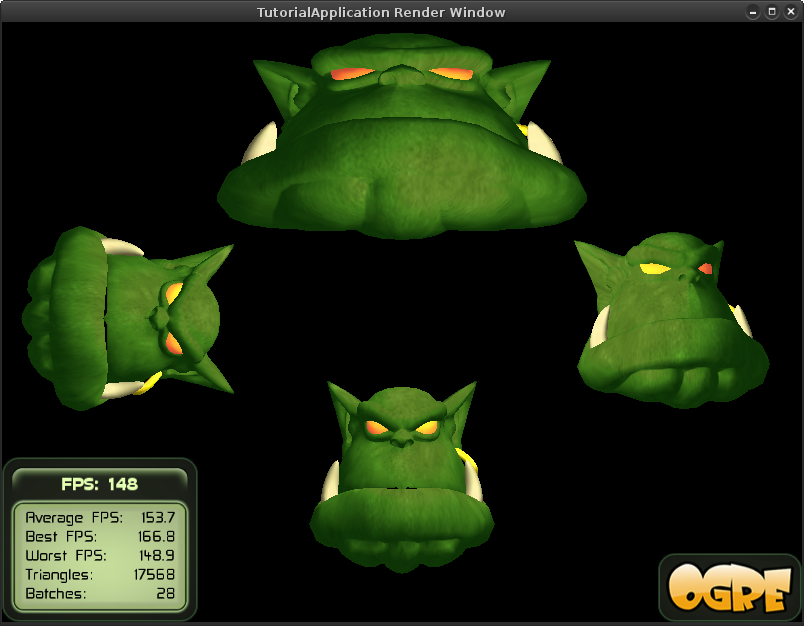 TutorialApplication Render Window
FPS: 148
Average FPS: 153.7
Best FPS: 166.8
Worst FPS: 148.9
Triangles: 17568
Batches: 28
OGRE